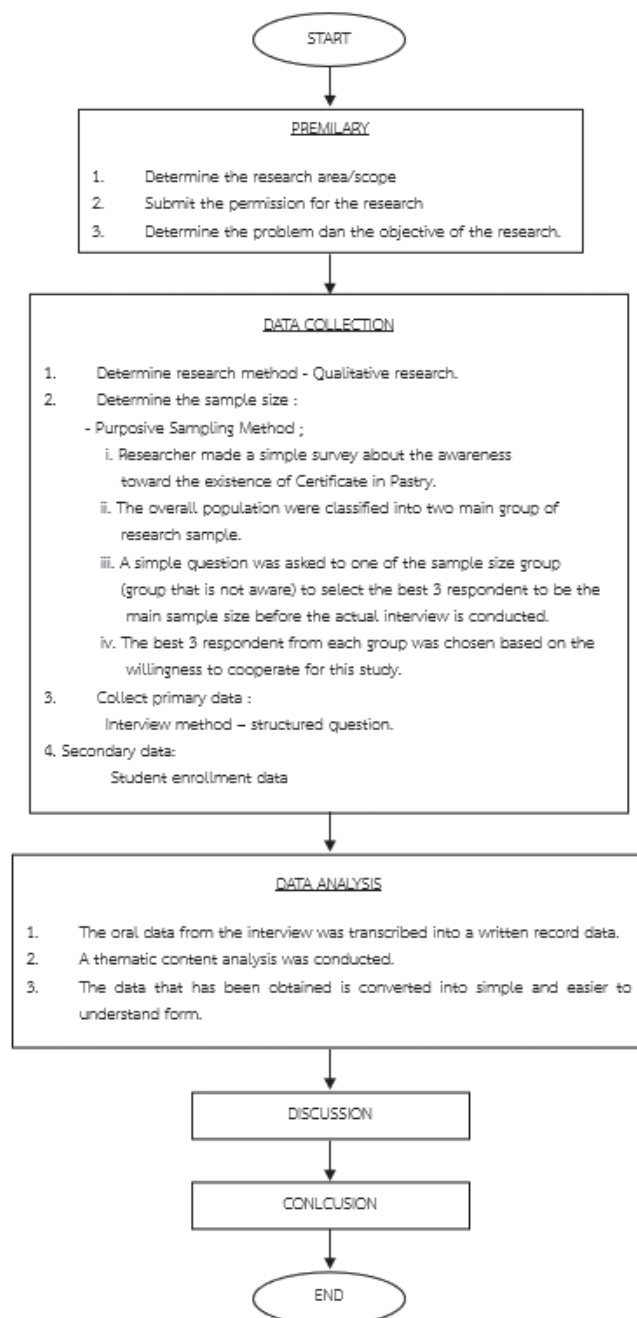 START
PREMILARY
1. Determine the research area/scope
2. Submit the permission for the research
3. Determine the problem dan the objective of the research.
DATA COLLECTION
1. Determine research method - Qualitative research.
2. Determine the sample size :
- Purposive Sampling Method ;
i. Researcher made a simple survey about the awareness
toward the existence of Certificate in Pastry.
ii. The overall population were classified into two main group of
research sample.
iii. A simple question was asked to one of the sample size group
(group that is not aware) to select the best 3 respondent to be the
main sample size before the actual interview is conducted.
iv. The best 3 respondent from each group was chosen based on the
willingness to cooperate for this study.
3. Collect primary data :
Interview method – structured question.
4. Secondary data:
Student enrollment data
DATA ANALYSIS
1. The oral data from the interview was transcribed into a written record data.
2. A thematic content analysis was conducted.
3. The data that has been obtained is converted into simple and easier to
understand form.
DISCUSSION
CONLCUSION
END